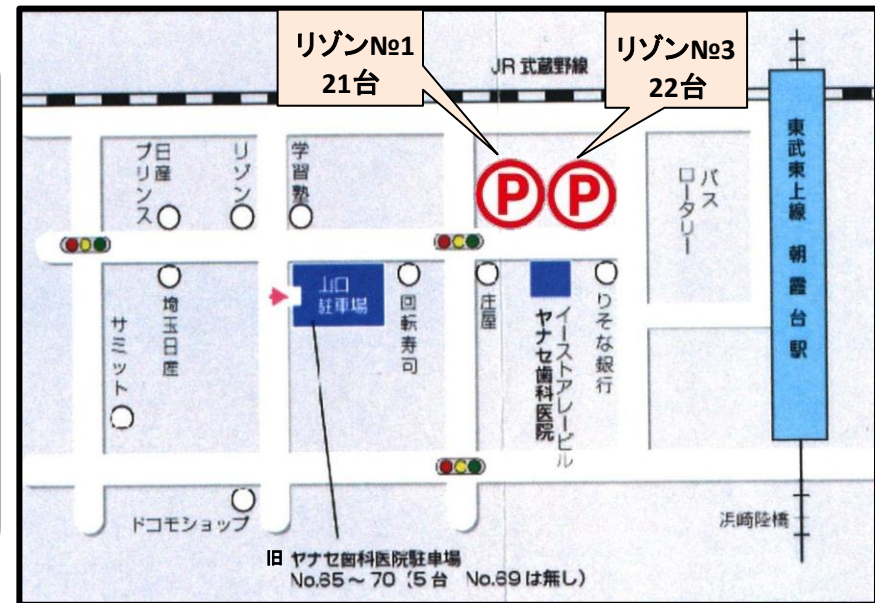 リゾン№1
21台
リゾン№3
22台
JR 武蔵野線
日産
プリンス
リゾン
学習塾
P
P
バス
ロータリー
東武東上線 朝霞台駅
山口
駐車場
回転寿司
庄屋
イーストアレービル
ヤナセ歯科医院
りそな銀行
埼玉日産
サミット
ドコモショップ
浜崎陸橋
旧 ヤナセ歯科医院駐車場
No.65～70（5台 No.69は無し）